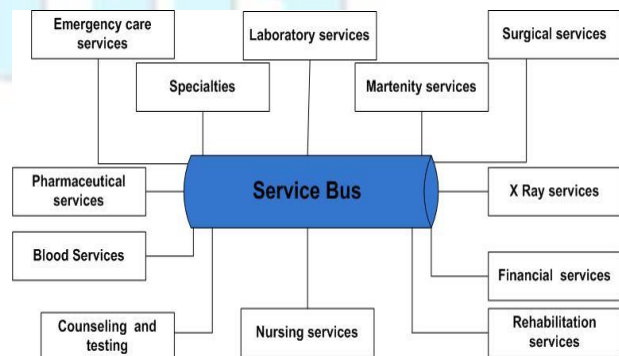 Emergency care
services
Laboratory services
Surgical services
Specialties
Martenity services
Pharmaceutical
services
Service Bus
X Ray services
Blood Services
Financial services
Counseling and
testing
Nursing services
Rehabilitation
services